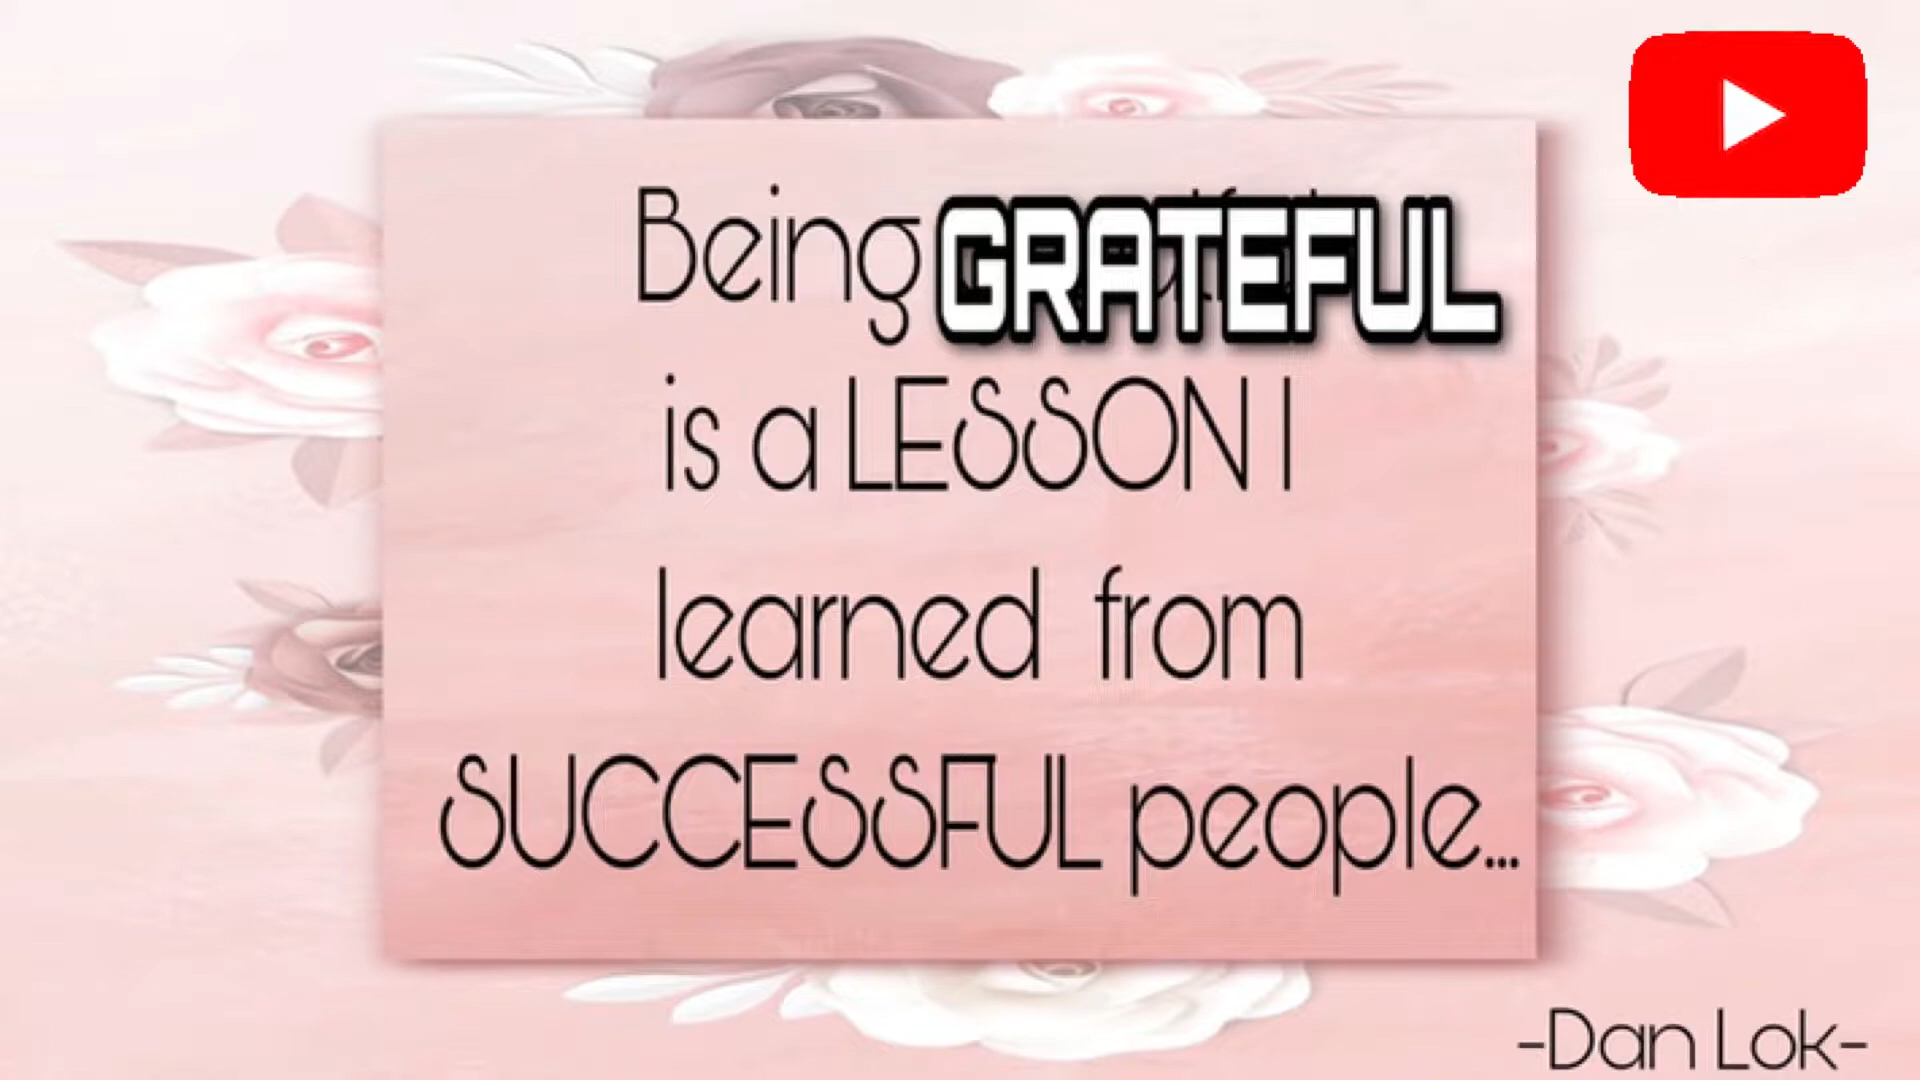 Being GRATEFUL
is a LESSON I
learned from
SUCCESSFUL people...
-Dan Lok-